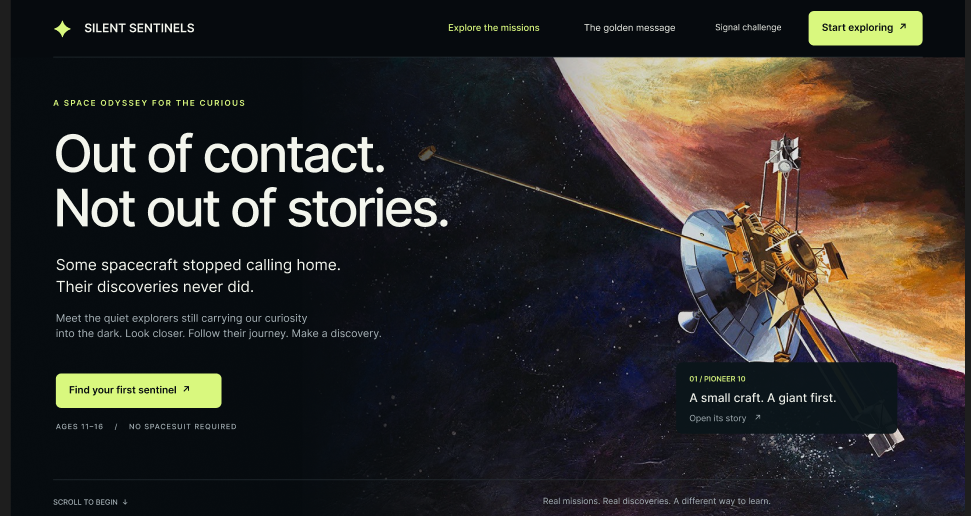 SILENT SENTINELS
Explore the missions
The golden message
Signal challenge
Start exploring ↗
A SPACE ODYSSEY FOR THE CURIOUS
Out of contact.
Not out of stories.
Some spacecraft stopped calling home.
Their discoveries never did.
Meet the quiet explorers still carrying our curiosity
into the dark. Look closer. Follow their journey. Make a discovery.
Find your first sentinel ↗
AGES 11–16 / NO SPACESUIT REQUIRED
01 / PIONEER 10
A small craft. A giant first.
Open its story ↗
SCROLL TO BEGIN ↓
Real missions. Real discoveries. A different way to learn.